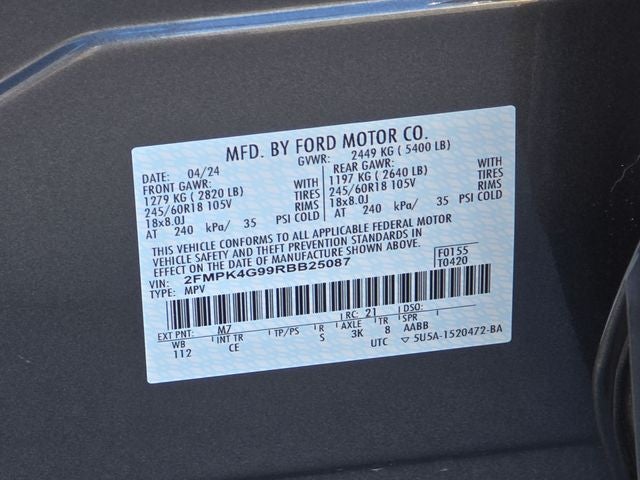 MFD. BY FORD MOTOR CO.
DATE: 04/24 GVWR: 2449 KG ( 5400 LB)
FRONT GAWR: REAR GAWR:
1279 KG ( 2820 LB) WITH 1197 KG ( 2640 LB) WITH
245/60R18 105V TIRES 245/60R18 105V TIRES
18x8.0J RIMS 18x8.0J RIMS
AT 240 kPa/ 35 PSI COLD AT 240 kPa/ 35 PSI COLD
THIS VEHICLE CONFORMS TO ALL APPLICABLE FEDERAL MOTOR
VEHICLE SAFETY AND THEFT PREVENTION STANDARDS IN
EFFECT ON THE DATE OF MANUFACTURE SHOWN ABOVE.
VIN: 2FMPK4G99RBB25087 F0155
TYPE: MPV T0420
EXT PNT: M7 RC: 21 DSO:
WB INT TR TP/PS R AXLE TR SPR
112 CE S 3K 8 AABB
UTC ▽ 5U5A-1520472-BA